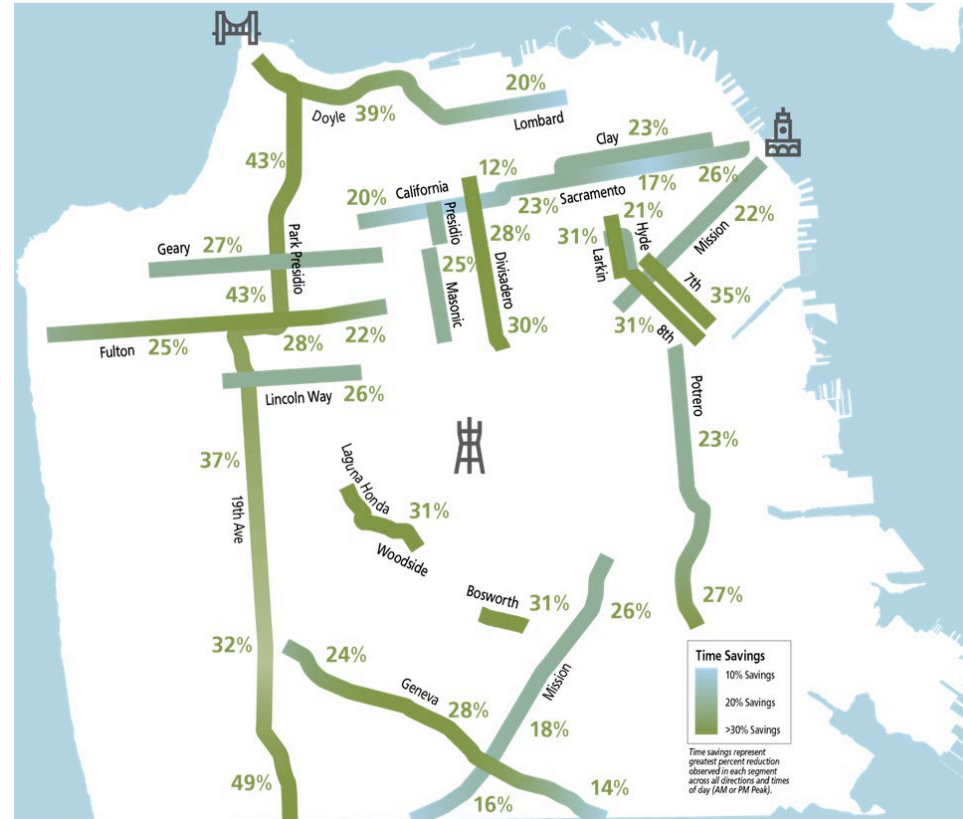 20%
Doyle
39%
Lombard
43%
Clay
23%
12%
California
20%
Sacramento
17%
26%
23%
Presidio
21%
Hyde
22%
Mission
28%
Divisadero
31%
Larkin
Geary
27%
Park Presidio
25%
Masonic
7th
35%
43%
30%
31%
8th
Fulton
25%
28%
22%
Lincoln Way
26%
Potrero
23%
37%
Laguna Honda
31%
19th Ave
Woodside
Bosworth
31%
26%
27%
32%
24%
Geneva
28%
Mission
18%
49%
16%
14%
Time Savings
10% Savings
20% Savings
>30% Savings
Time savings represent
greatest percent reduction
observed in each segment
across all directions and times
of day (AM or PM Peak).